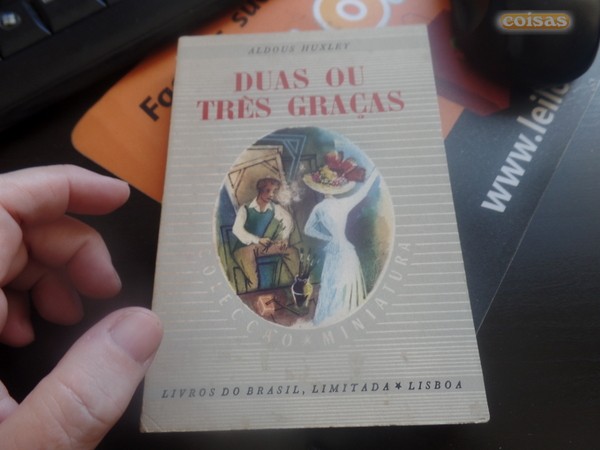 coisas
ALDOUS HUXLEY
DUAS OU
TRÊS GRAÇAS
COLECÇÃO ★ MINIATURA
LIVROS DO BRASIL, LIMITADA ★ LISBOA
www.leilo